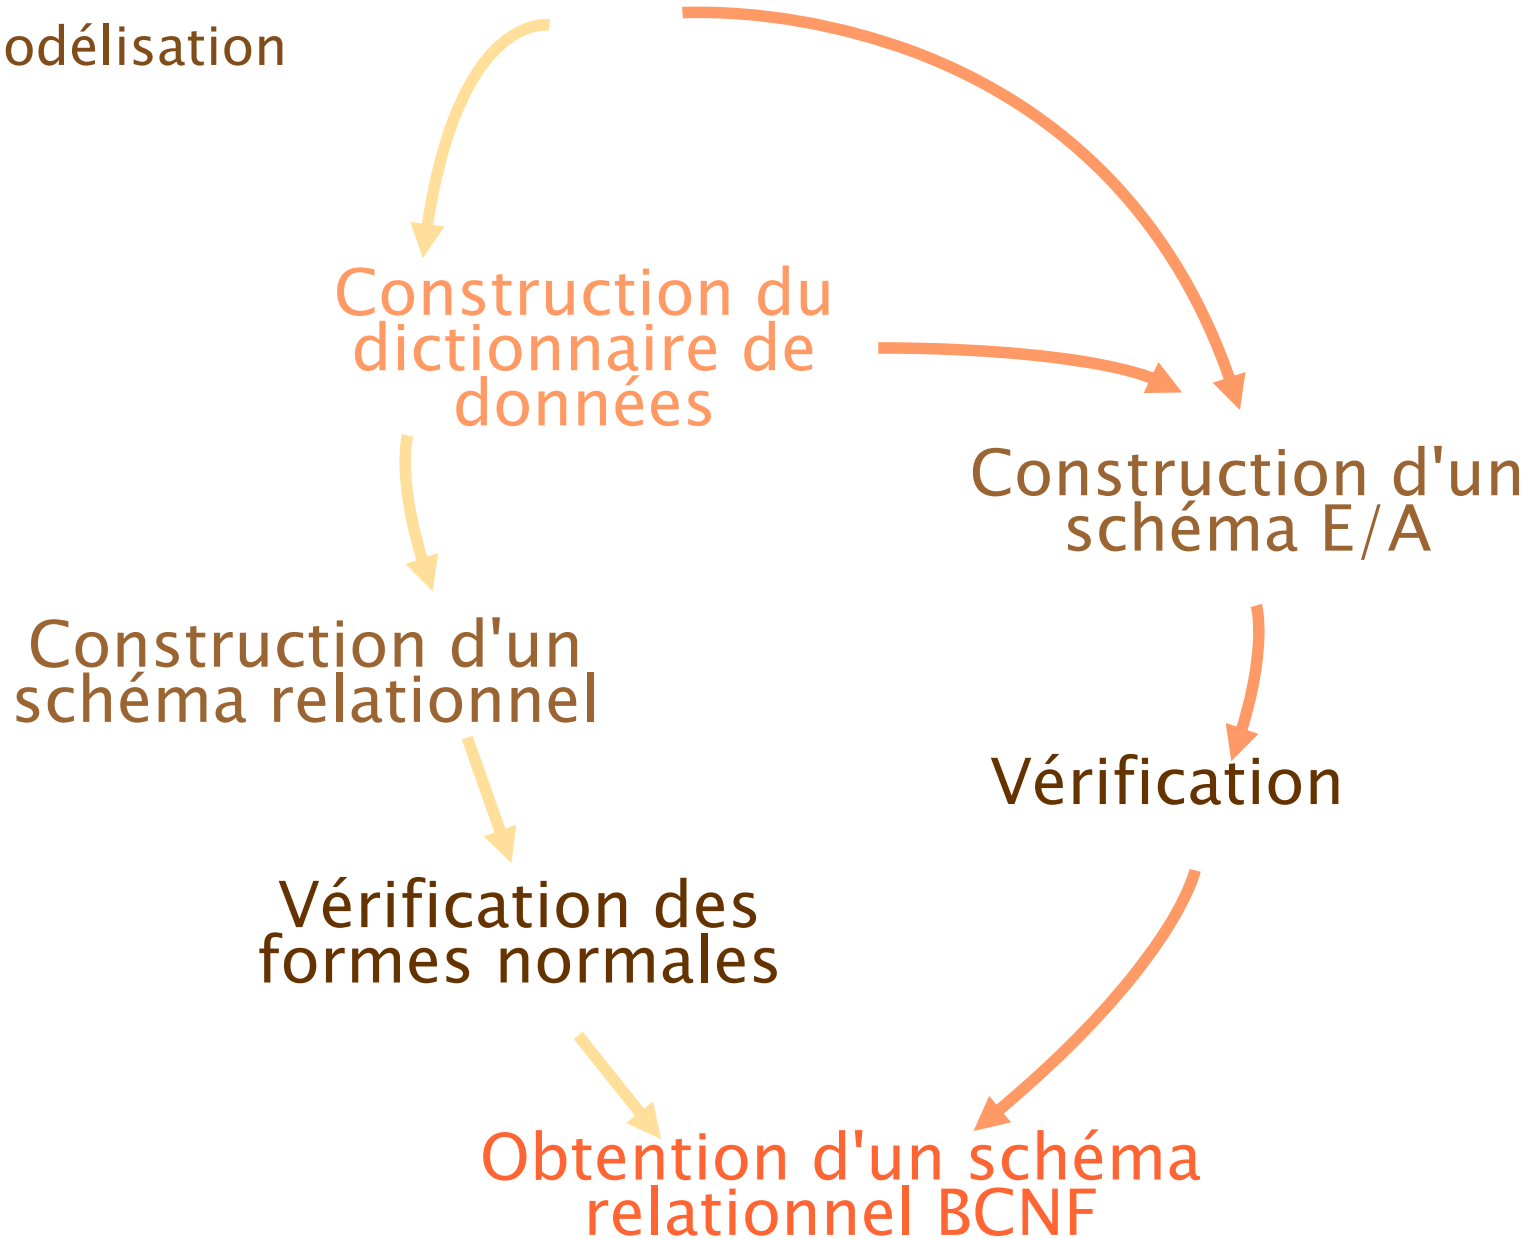 odélisation
Construction du
dictionnaire de
données
Construction d'un
schéma E/A
Construction d'un
schéma relationnel
Vérification
Vérification des
formes normales
Obtention d'un schéma
relationnel BCNF